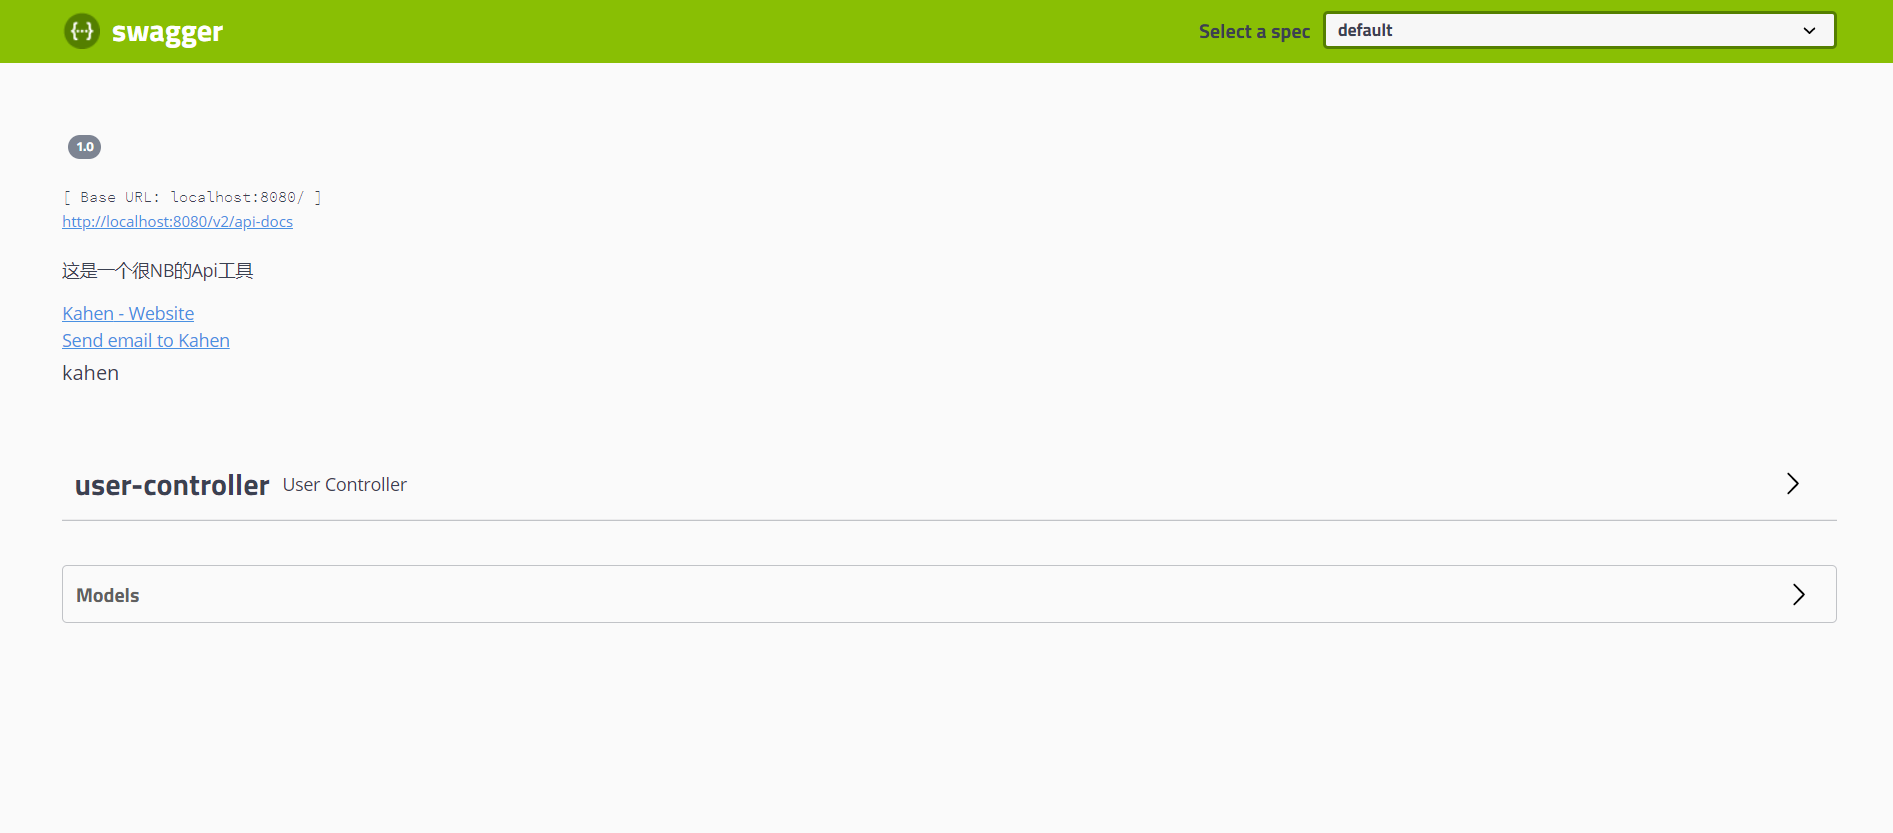 swagger
Select a spec
default
1.0
[ Base URL: localhost:8080/ ]
http://localhost:8080/v2/api-docs
这是一个很NB的Api工具
Kahen - Website
Send email to Kahen
kahen
user-controller User Controller
Models